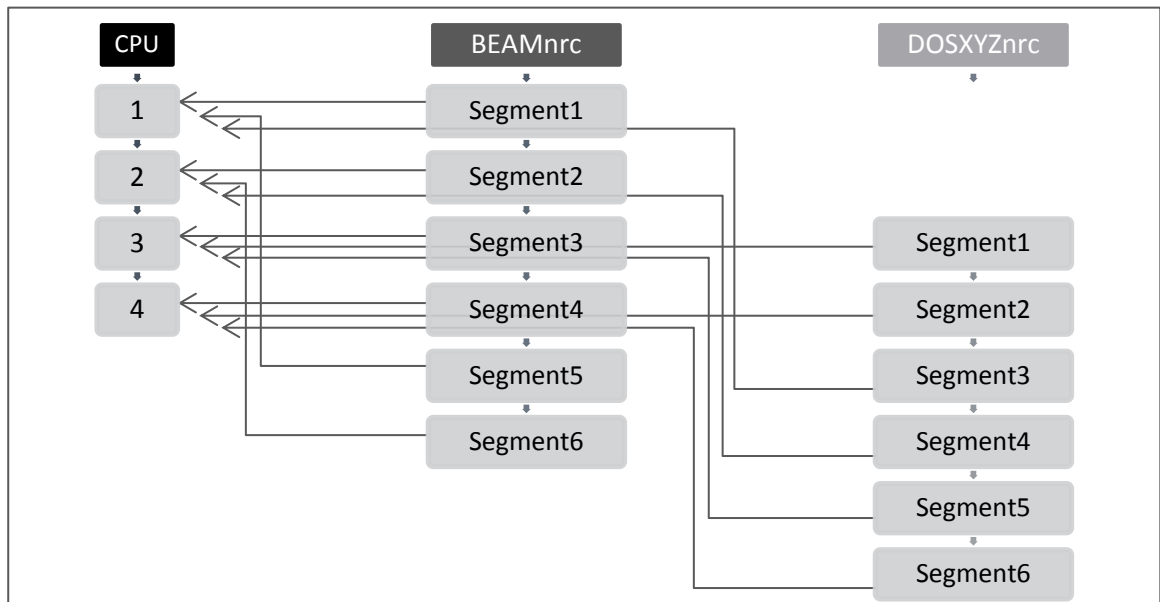 CPU
1
2
3
4
BEAMnrc
Segment1
Segment2
Segment3
Segment4
Segment5
Segment6
DOSXYZnrc
Segment1
Segment2
Segment3
Segment4
Segment5
Segment6